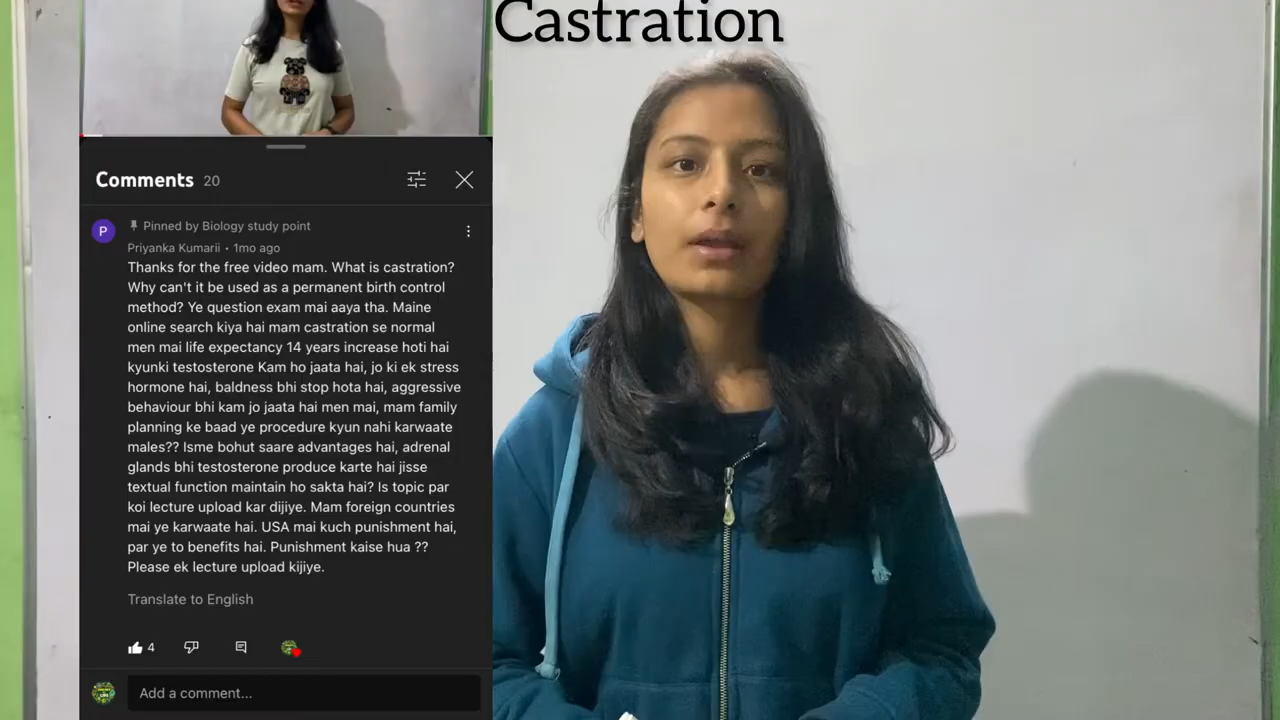 Castration
Comments 20
P
Pinned by Biology study point
Priyanka Kumarii • 1mo ago
Thanks for the free video mam. What is castration?
Why can't it be used as a permanent birth control
method? Ye question exam mai aaya tha. Maine
online search kiya hai mam castration se normal
men mai life expectancy 14 years increase hoti hai
kyunki testosterone Kam ho jaata hai, jo ki ek stress
hormone hai, baldness bhi stop hota hai, aggressive
behaviour bhi kam jo jaata hai men mai, mam family
planning ke baad ye procedure kyun nahi karwaate
males?? Isme bohut saare advantages hai, adrenal
glands bhi testosterone produce karte hai jisse
textual function maintain ho sakta hai? Is topic par
koi lecture upload kar dijiye. Mam foreign countries
mai ye karwaate hai. USA mai kuch punishment hai,
par ye to benefits hai. Punishment kaise hua ??
Please ek lecture upload kijiye.
Translate to English
4
Add a comment...